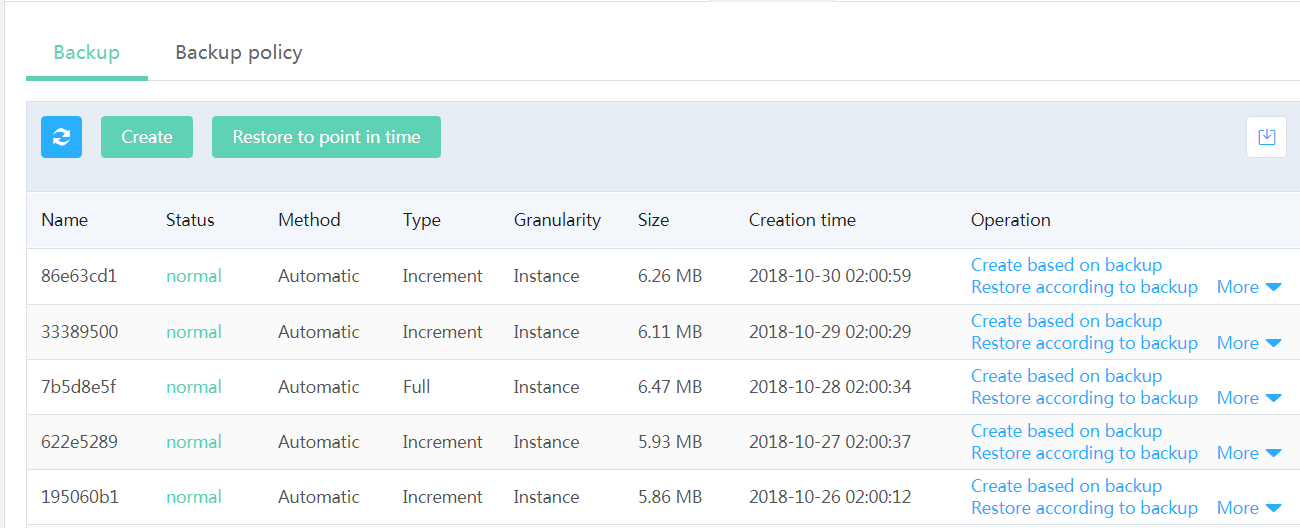 Backup Backup policy
Create Restore to point in time
Name Status Method Type Granularity Size Creation time Operation
86e63cd1 normal Automatic Increment Instance 6.26 MB 2018-10-30 02:00:59 Create based on backup
Restore according to backup More
33389500 normal Automatic Increment Instance 6.11 MB 2018-10-29 02:00:29 Create based on backup
Restore according to backup More
7b5d8e5f normal Automatic Full Instance 6.47 MB 2018-10-28 02:00:34 Create based on backup
Restore according to backup More
622e5289 normal Automatic Increment Instance 5.93 MB 2018-10-27 02:00:37 Create based on backup
Restore according to backup More
195060b1 normal Automatic Increment Instance 5.86 MB 2018-10-26 02:00:12 Create based on backup
Restore according to backup More